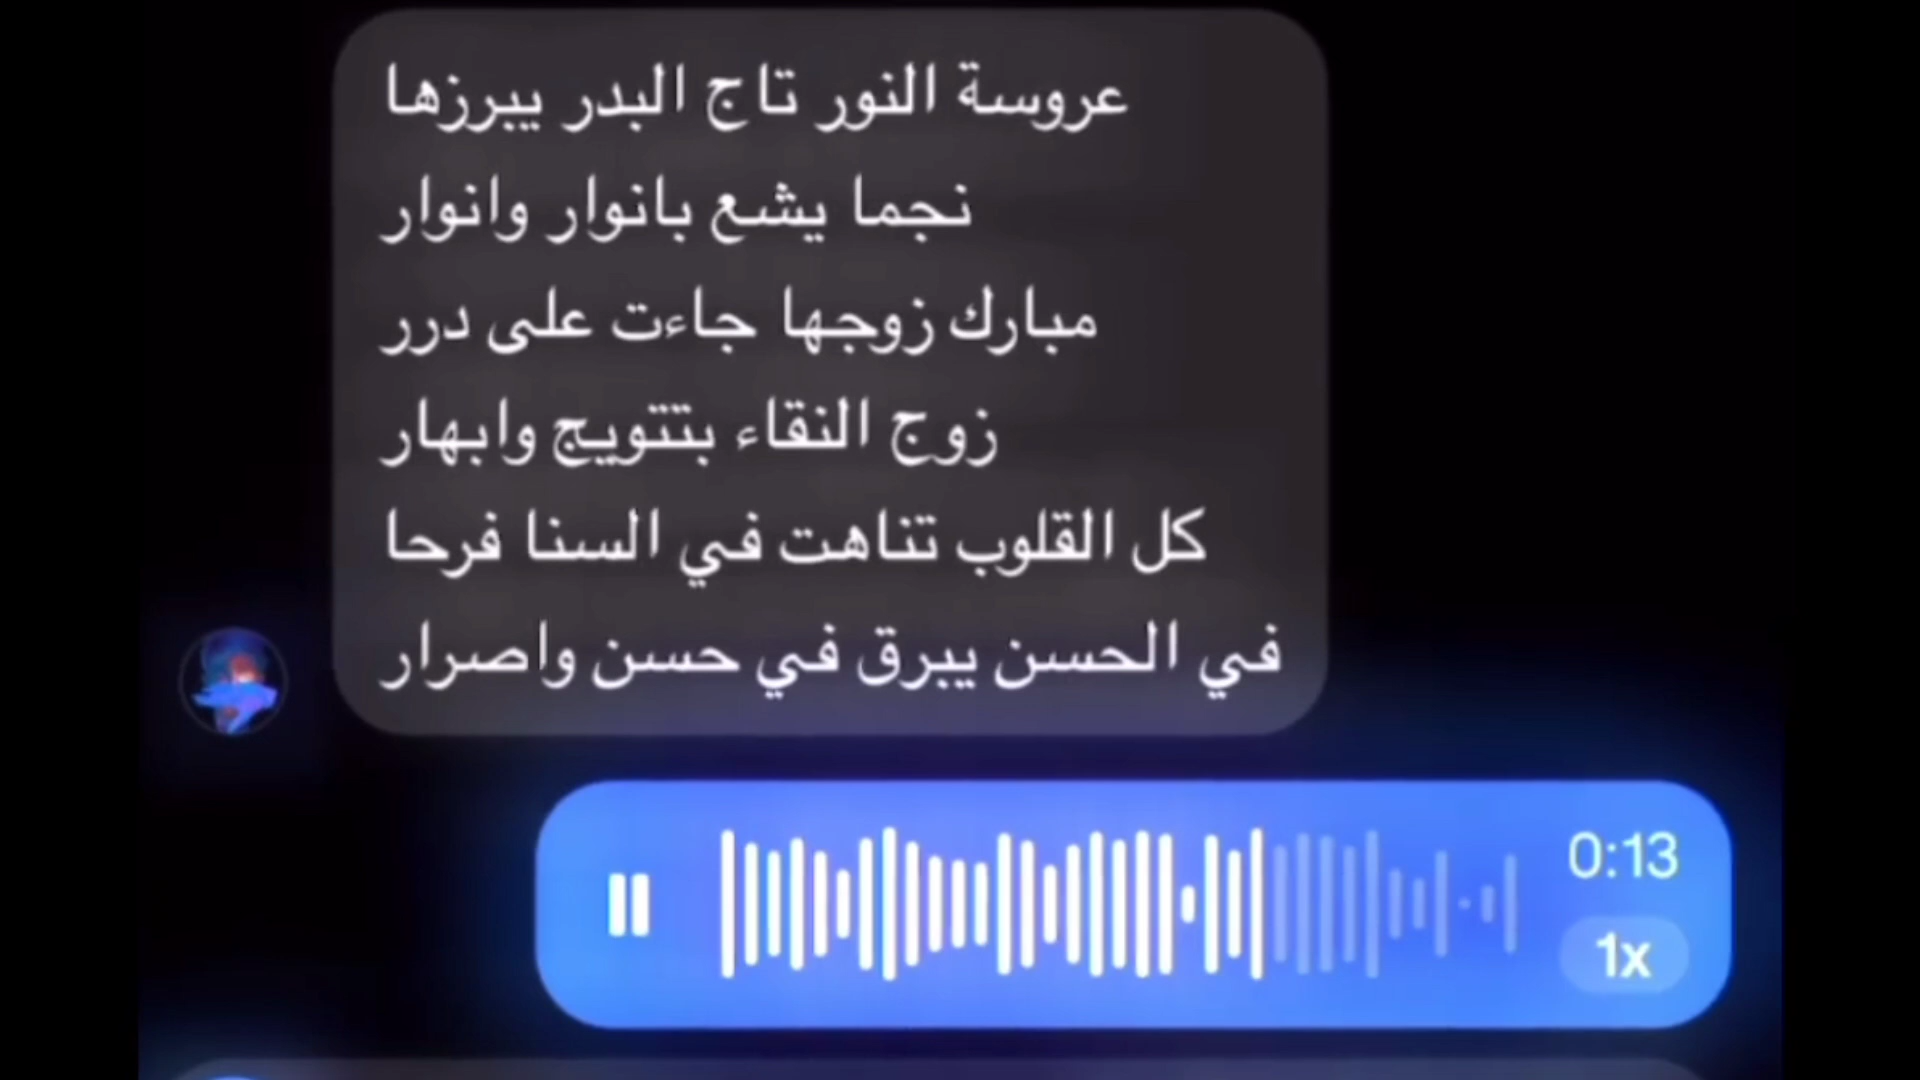 عروسة النور تاج البدر يبرزها
نجما يشع بانوار وانوار
مبارك زوجها جاءت على درر
زوج النقاء بتتويج وابهار
كل القلوب تناهت في السنا فرحا
في الحسن يبرق في حسن واصرار
0:13
1x